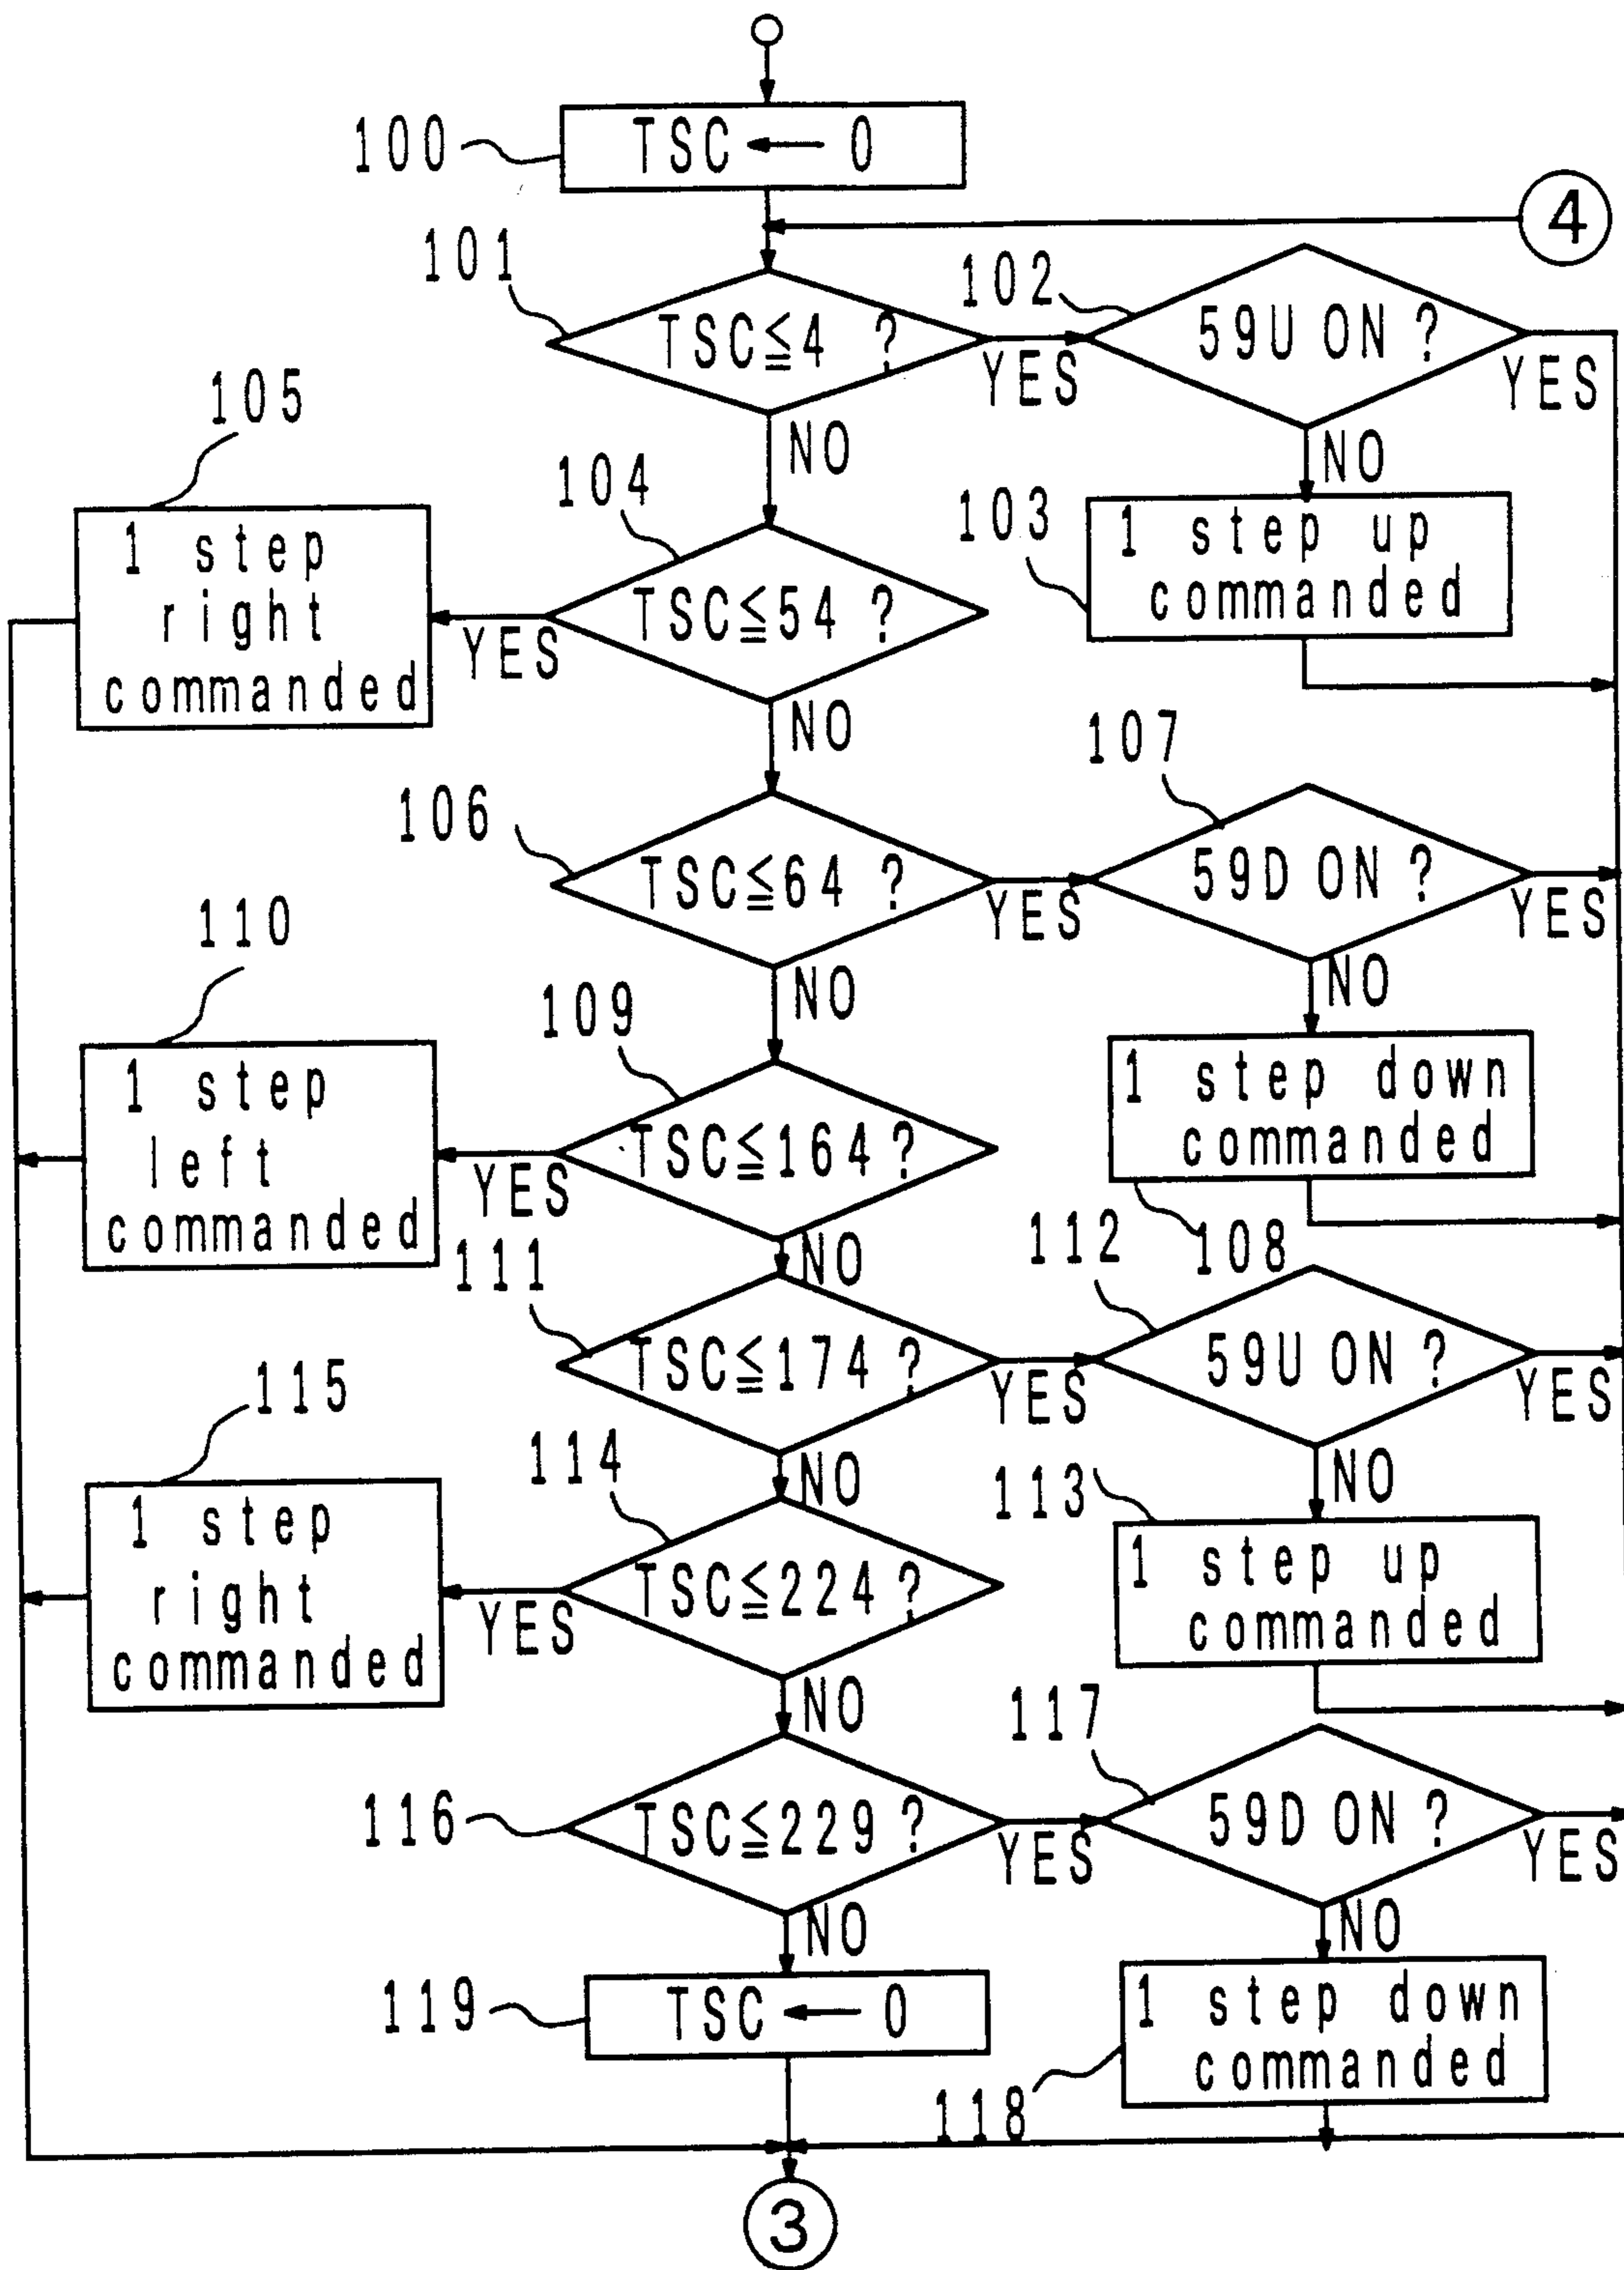 100
TSC ← 0
4
101
TSC≦4 ?
YES
NO
102
59U ON ?
YES
NO
103
1 step up
commanded
104
TSC≦54 ?
YES
NO
105
1 step
right
commanded
106
TSC≦64 ?
YES
NO
107
59D ON ?
YES
NO
1 step down
commanded
108
109
TSC≦164 ?
YES
NO
110
1 step
left
commanded
111
TSC≦174 ?
YES
NO
112
59U ON ?
YES
NO
113
1 step up
commanded
114
TSC≦224 ?
YES
NO
115
1 step
right
commanded
116
TSC≦229 ?
YES
NO
117
59D ON ?
YES
NO
118
1 step down
commanded
119
TSC ← 0
3